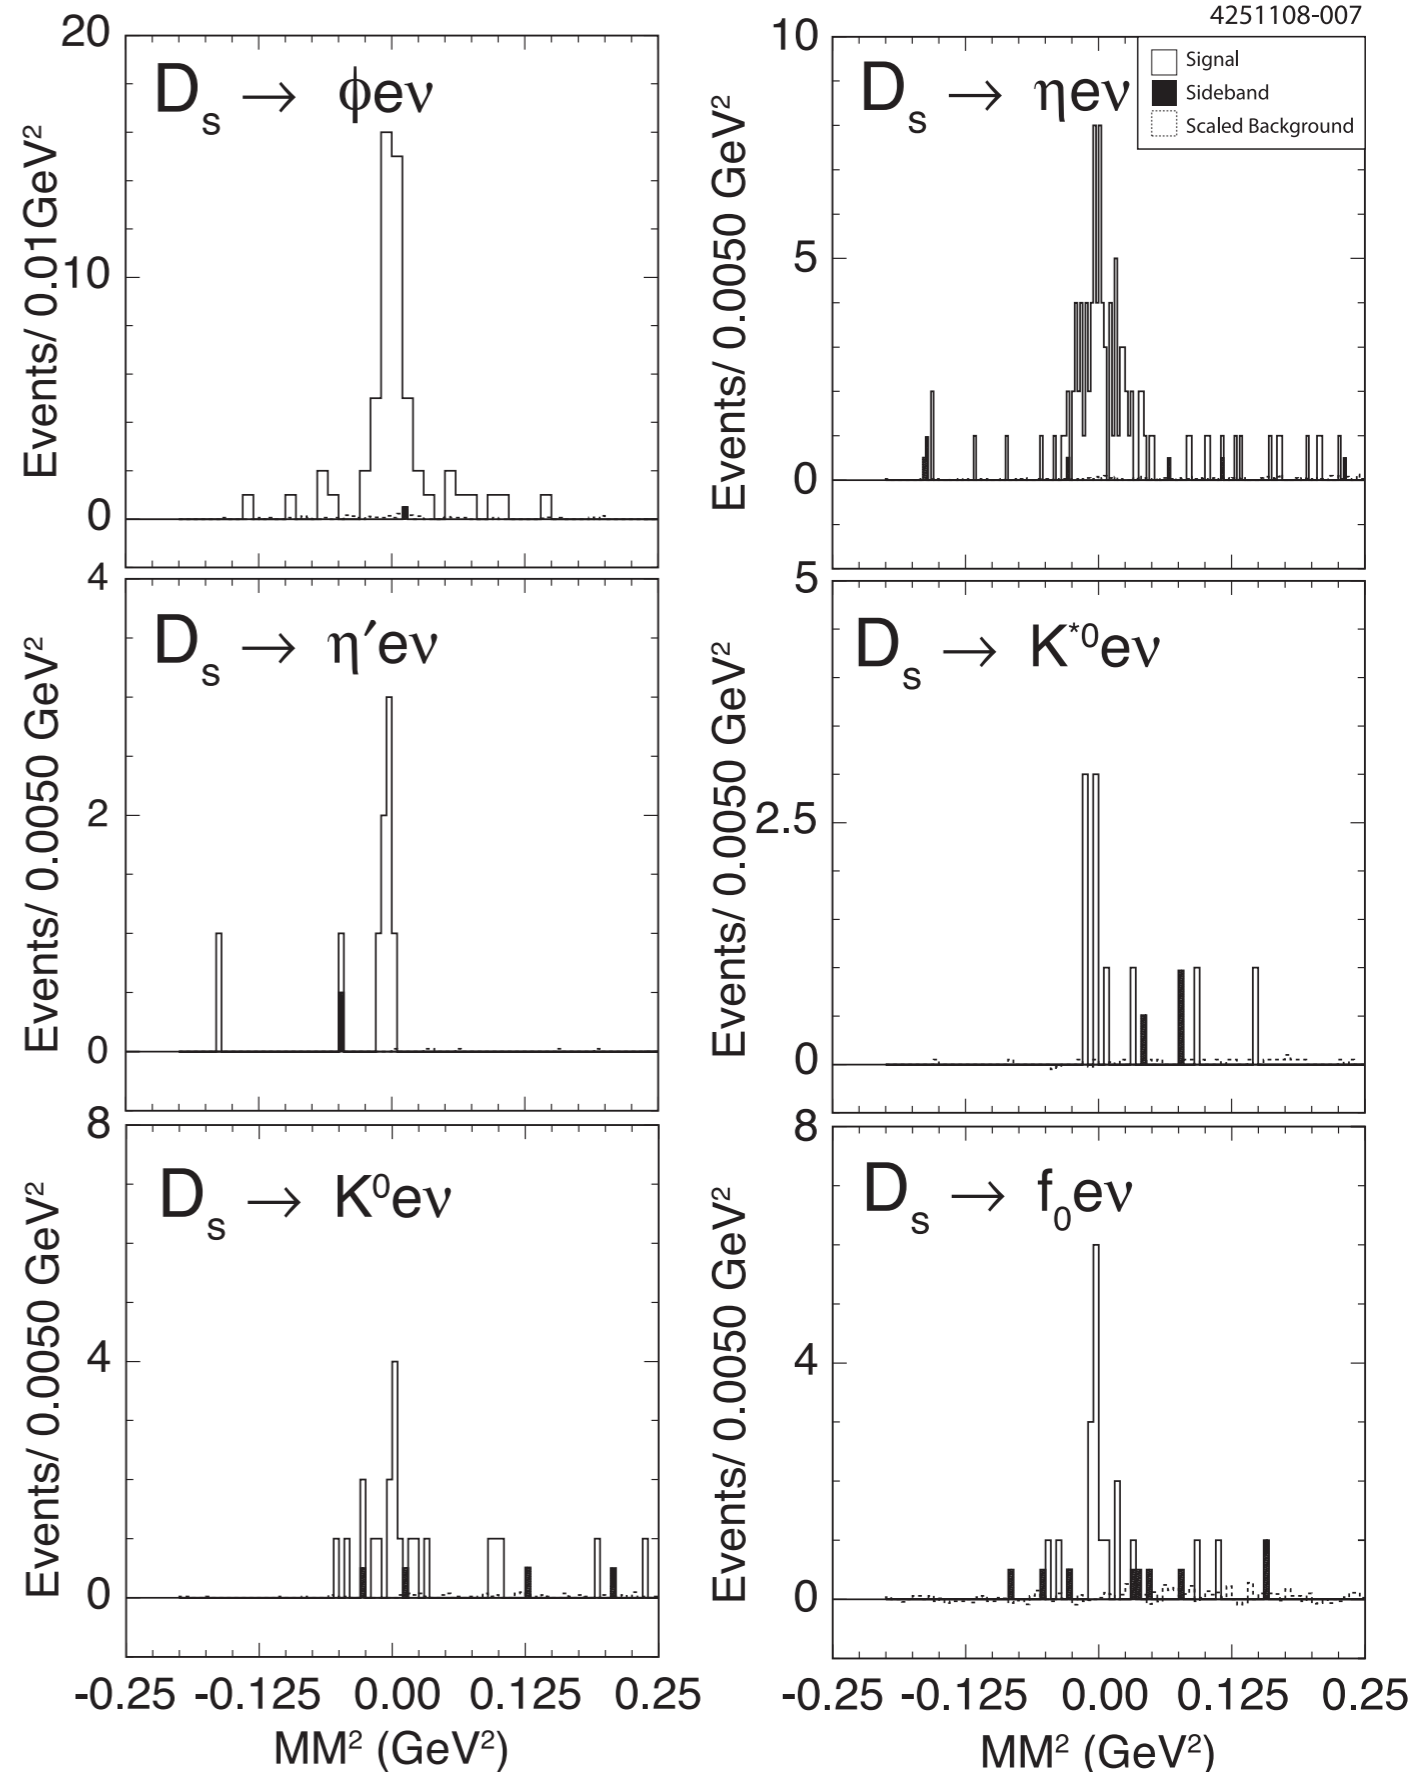 4251108-007
20
10
0
Events/ 0.01GeV²
Dₛ → ϕeν
10
5
0
Events/ 0.0050 GeV²
Dₛ → ηeν
Signal
Sideband
Scaled Background
4
2
0
Events/ 0.0050 GeV²
Dₛ → η′eν
5
2.5
0
Events/ 0.0050 GeV²
Dₛ → K*⁰eν
8
4
0
Events/ 0.0050 GeV²
Dₛ → K⁰eν
-0.25 -0.125 0.00 0.125 0.25
MM² (GeV²)
8
4
0
Events/ 0.0050 GeV²
Dₛ → f₀eν
-0.25 -0.125 0.00 0.125 0.25
MM² (GeV²)